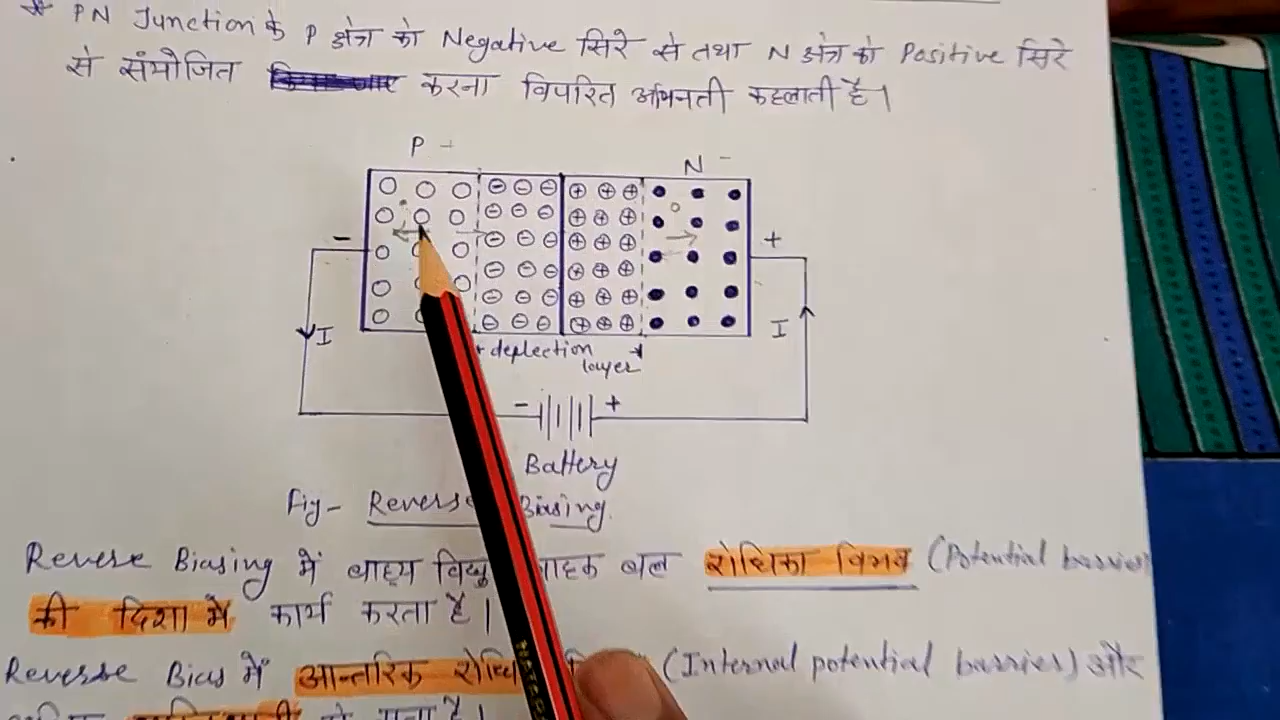 * PN Junction के P क्षेत्र को Negative सिरे से तथा N क्षेत्र को Positive सिरे
से संयोजित करना विपरित अभिनती कहलाती है।
P +
N -
-
+
I
I
depletion
layer
- +
Battery
Fig- Reverse Biasing
Reverse Biasing में बाह्य वाहक बल रोधिका विभव (Potential barrier)
की दिशा में कार्य करता है।
Reverse Bias में आन्तरिक (Internal potential barries) और